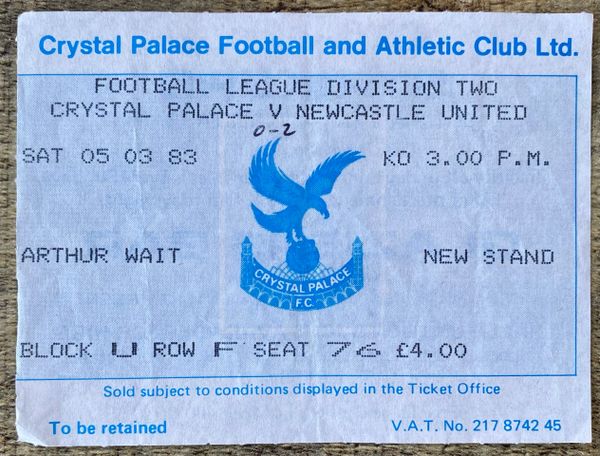 Crystal Palace Football and Athletic Club Ltd.
FOOTBALL LEAGUE DIVISION TWO
CRYSTAL PALACE V NEWCASTLE UNITED
0-2
SAT 05 03 83 KO 3.00 P.M.
ARTHUR WAIT NEW STAND
CRYSTAL PALACE
F.C.
BLOCK U ROW F SEAT 76 £4.00
Sold subject to conditions displayed in the Ticket Office
To be retained V.A.T. No. 217 8742 45